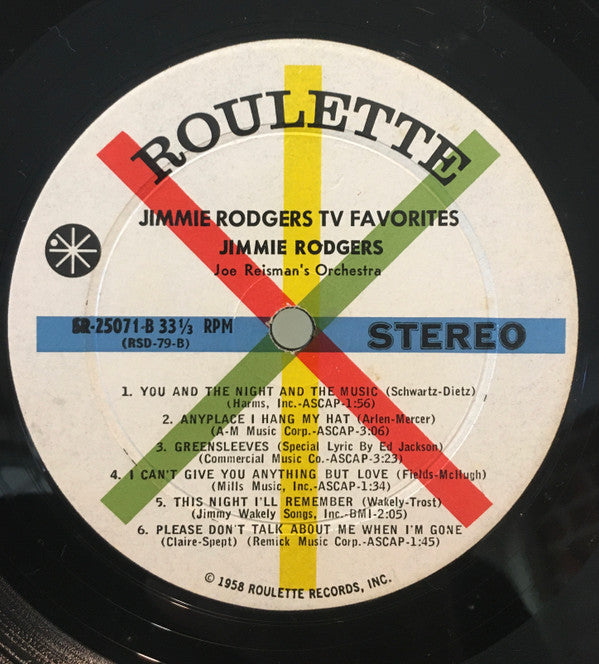 ROULETTE
JIMMIE RODGERS TV FAVORITES
JIMMIE RODGERS
Joe Reisman's Orchestra
SR-25071-B 33⅓ RPM
(RSD-79-B)
STEREO
1. YOU AND THE NIGHT AND THE MUSIC (Schwartz-Dietz)
(Harms, Inc.-ASCAP-1:56)
2. ANYPLACE I HANG MY HAT (Arlen-Mercer)
(A-M Music Corp.-ASCAP-3:06)
3. GREENSLEEVES (Special Lyric By Ed Jackson)
(Commercial Music Co.-ASCAP-3:23)
4. I CAN'T GIVE YOU ANYTHING BUT LOVE (Fields-McHugh)
(Mills Music, Inc.-ASCAP-1:34)
5. THIS NIGHT I'LL REMEMBER (Wakely-Trost)
(Jimmy Wakely Songs, Inc.-BMI-2:05)
6. PLEASE DON'T TALK ABOUT ME WHEN I'M GONE
(Claire-Spept) (Remick Music Corp.-ASCAP-1:45)
© 1958 ROULETTE RECORDS, INC.